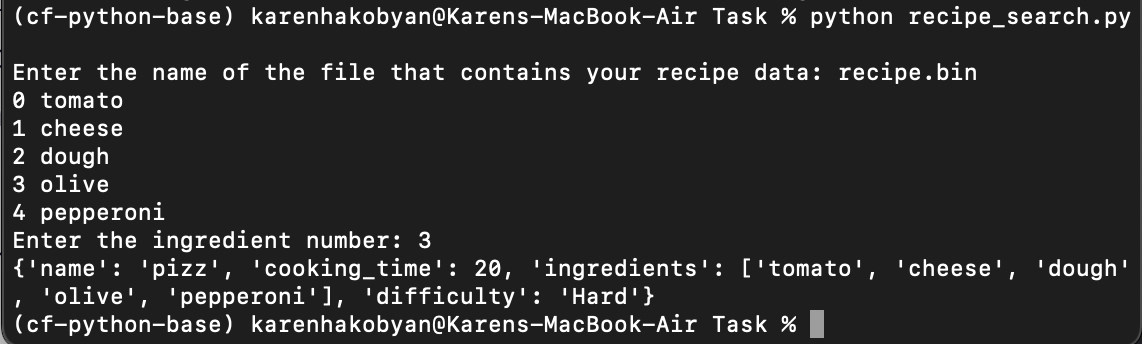 (cf-python-base) karenhakobyan@Karens-MacBook-Air Task % python recipe_search.py
Enter the name of the file that contains your recipe data: recipe.bin
0 tomato
1 cheese
2 dough
3 olive
4 pepperoni
Enter the ingredient number: 3
{'name': 'pizz', 'cooking_time': 20, 'ingredients': ['tomato', 'cheese', 'dough'
, 'olive', 'pepperoni'], 'difficulty': 'Hard'}
(cf-python-base) karenhakobyan@Karens-MacBook-Air Task %